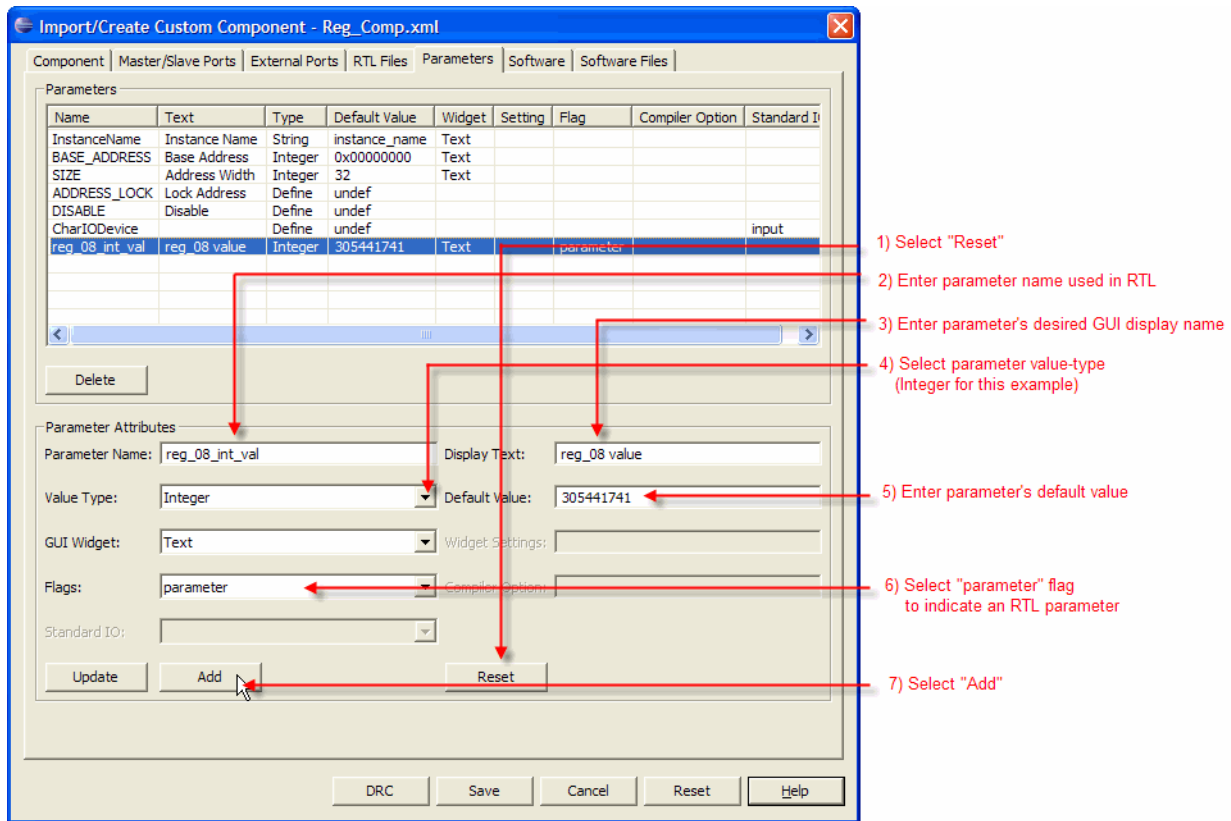 Import/Create Custom Component - Reg_Comp.xml
Component Master/Slave Ports External Ports RTL Files Parameters Software Software Files
Parameters
Name Text Type Default Value Widget Setting Flag Compiler Option Standard I
InstanceName Instance Name String instance_name Text
BASE_ADDRESS Base Address Integer 0x00000000 Text
SIZE Address Width Integer 32 Text
ADDRESS_LOCK Lock Address Define undef
DISABLE Disable Define undef
CharIODevice Define undef input
reg_08_int_val reg_08 value Integer 305441741 Text parameter
1) Select "Reset"
2) Enter parameter name used in RTL
3) Enter parameter's desired GUI display name
4) Select parameter value-type
(Integer for this example)
Delete
Parameter Attributes
Parameter Name: reg_08_int_val Display Text: reg_08 value
Value Type: Integer Default Value: 305441741
5) Enter parameter's default value
GUI Widget: Text Widget Settings:
Flags: parameter Compiler Option:
6) Select "parameter" flag
to indicate an RTL parameter
Standard IO:
Update Add Reset
7) Select "Add"
DRC Save Cancel Reset Help